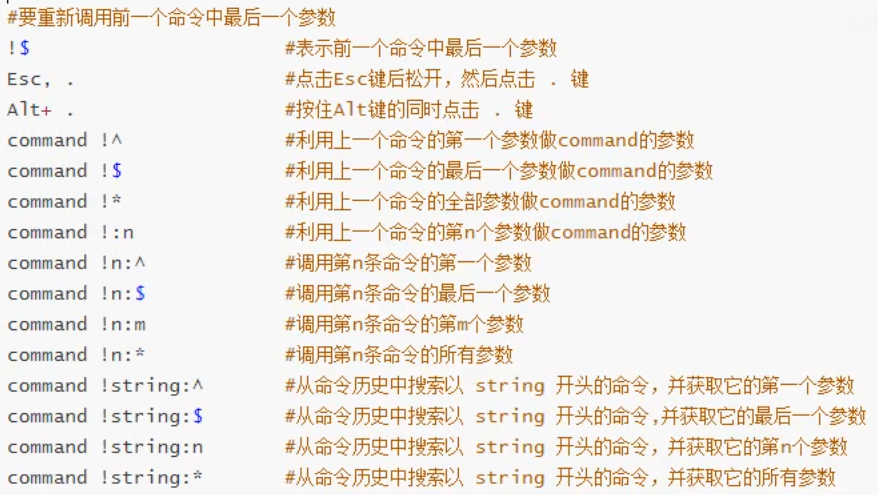 #要重新调用前一个命令中最后一个参数
!$ #表示前一个命令中最后一个参数
Esc, . #点击Esc键后松开，然后点击 . 键
Alt+ . #按住Alt键的同时点击 . 键
command !^ #利用上一个命令的第一个参数做command的参数
command !$ #利用上一个命令的最后一个参数做command的参数
command !* #利用上一个命令的全部参数做command的参数
command !:n #利用上一个命令的第n个参数做command的参数
command !n:^ #调用第n条命令的第一个参数
command !n:$ #调用第n条命令的最后一个参数
command !n:m #调用第n条命令的第m个参数
command !n:* #调用第n条命令的所有参数
command !string:^ #从命令历史中搜索以 string 开头的命令，并获取它的第一个参数
command !string:$ #从命令历史中搜索以 string 开头的命令,并获取它的最后一个参数
command !string:n #从命令历史中搜索以 string 开头的命令，并获取它的第n个参数
command !string:* #从命令历史中搜索以 string 开头的命令，并获取它的所有参数